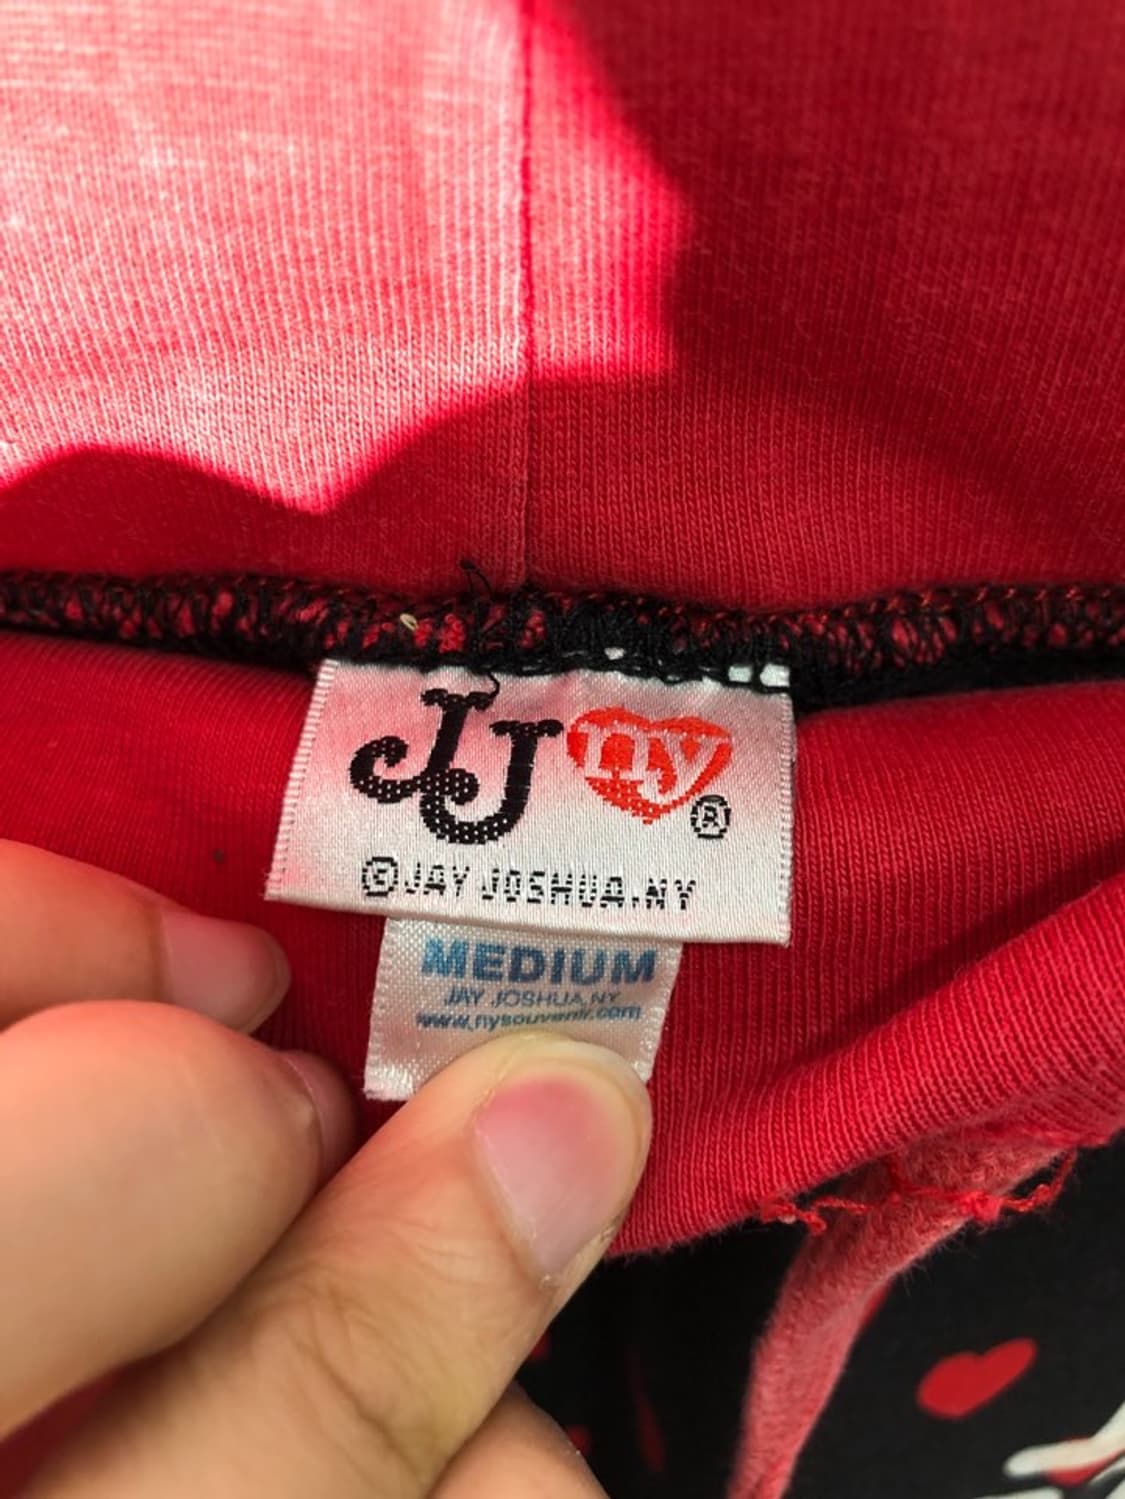 JJ ny ®
© JAY JOSHUA.NY
MEDIUM
JAY JOSHUA, NY
www.nysouvenir.com